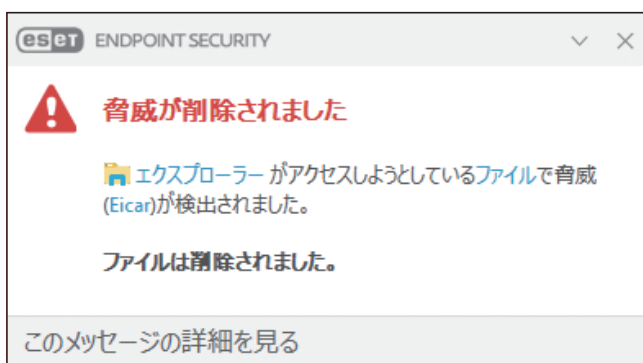 eset ENDPOINT SECURITY
脅威が削除されました
エクスプローラー がアクセスしようとしているファイルで脅威
(Eicar)が検出されました。
ファイルは削除されました。
このメッセージの詳細を見る